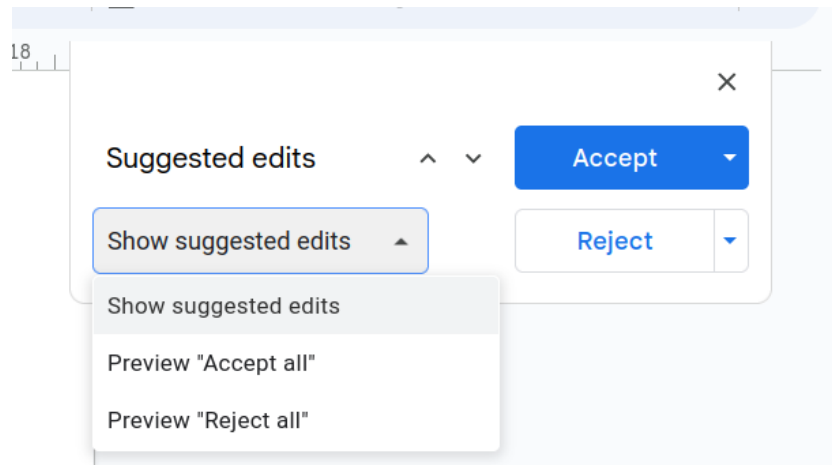 18
Suggested edits
Accept
Show suggested edits
Reject
Show suggested edits
Preview "Accept all"
Preview "Reject all"